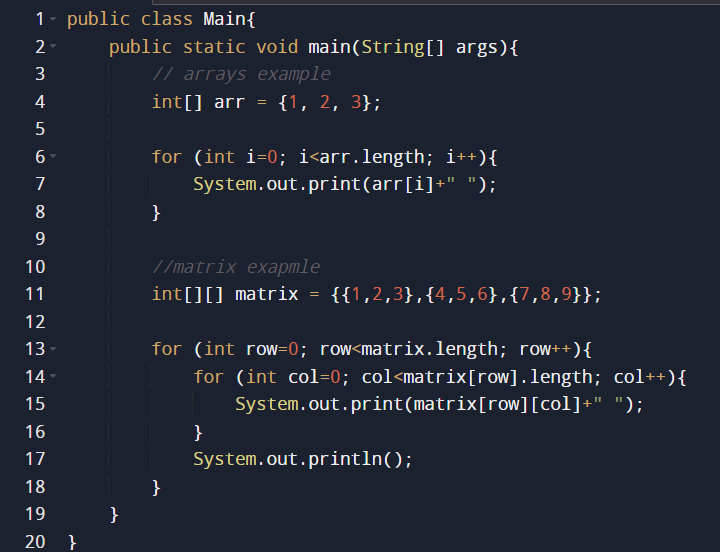 1 public class Main{
2     public static void main(String[] args){
3         // arrays example
4         int[] arr = {1, 2, 3};
5
6         for (int i=0; i<arr.length; i++){
7             System.out.print(arr[i]+" ");
8         }
9
10         //matrix exapmle
11         int[][] matrix = {{1,2,3},{4,5,6},{7,8,9}};
12
13         for (int row=0; row<matrix.length; row++){
14             for (int col=0; col<matrix[row].length; col++){
15                 System.out.print(matrix[row][col]+" ");
16             }
17             System.out.println();
18         }
19     }
20 }